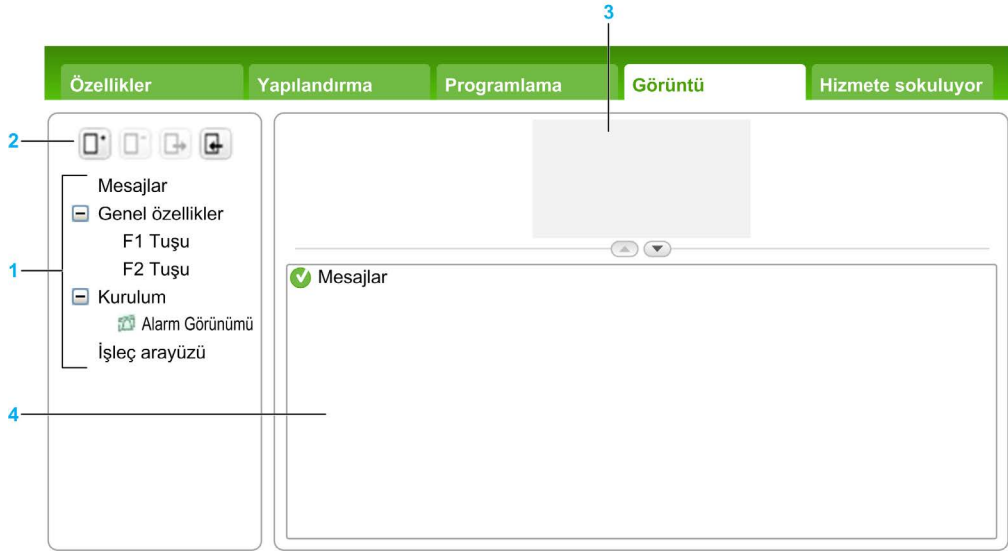 3
Özellikler Yapılandırma Programlama Görüntü Hizmete sokuluyor
2
Mesajlar
Genel özellikler
F1 Tuşu
F2 Tuşu
1
Kurulum
Alarm Görünümü
İşleç arayüzü
Mesajlar
4